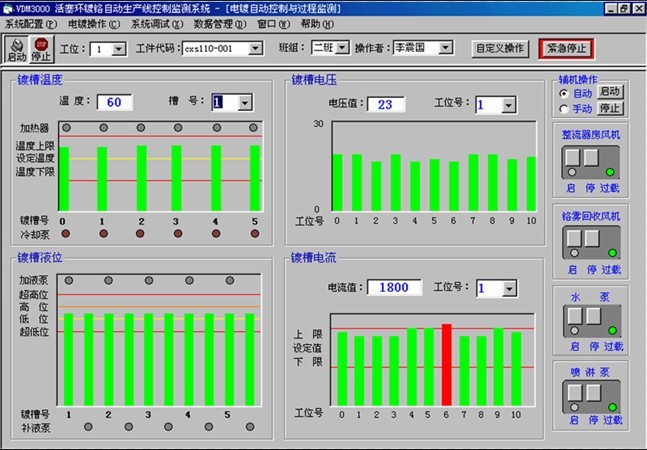 VDM3000 活塞环镀铬自动生产线控制监测系统 - [电镀自动控制与过程监测]
系统配置(F) 电镀操作(C) 系统调试(X) 数据管理(D) 窗口(W) 帮助(H)
启动 停止 工位: 1 工件代码: cxs110-001 班组: 二班 操作者: 李震国 自定义操作 紧急停止
镀槽温度
温 度: 60 槽 号: 1
加热器
温度上限
设定温度
温度下限
镀槽号 0 1 2 3 4 5
冷却泵
镀槽电压
电压值: 23 工位号: 1
30
0
工位号 0 1 2 3 4 5 6 7 8 9 10
镀槽液位
加液泵
超高位
高 位
低 位
超低位
镀槽号 1 2 3 4 5
补液泵
镀槽电流
电流值: 1800 工位号: 1
上 限
设定值
下 限
工位号 0 1 2 3 4 5 6 7 8 9 10
辅机操作
自动 启动
手动 停止
整流器房风机
启 停 过载
铬雾回收风机
启 停 过载
水 泵
启 停 过载
喷 淋 泵
启 停 过载